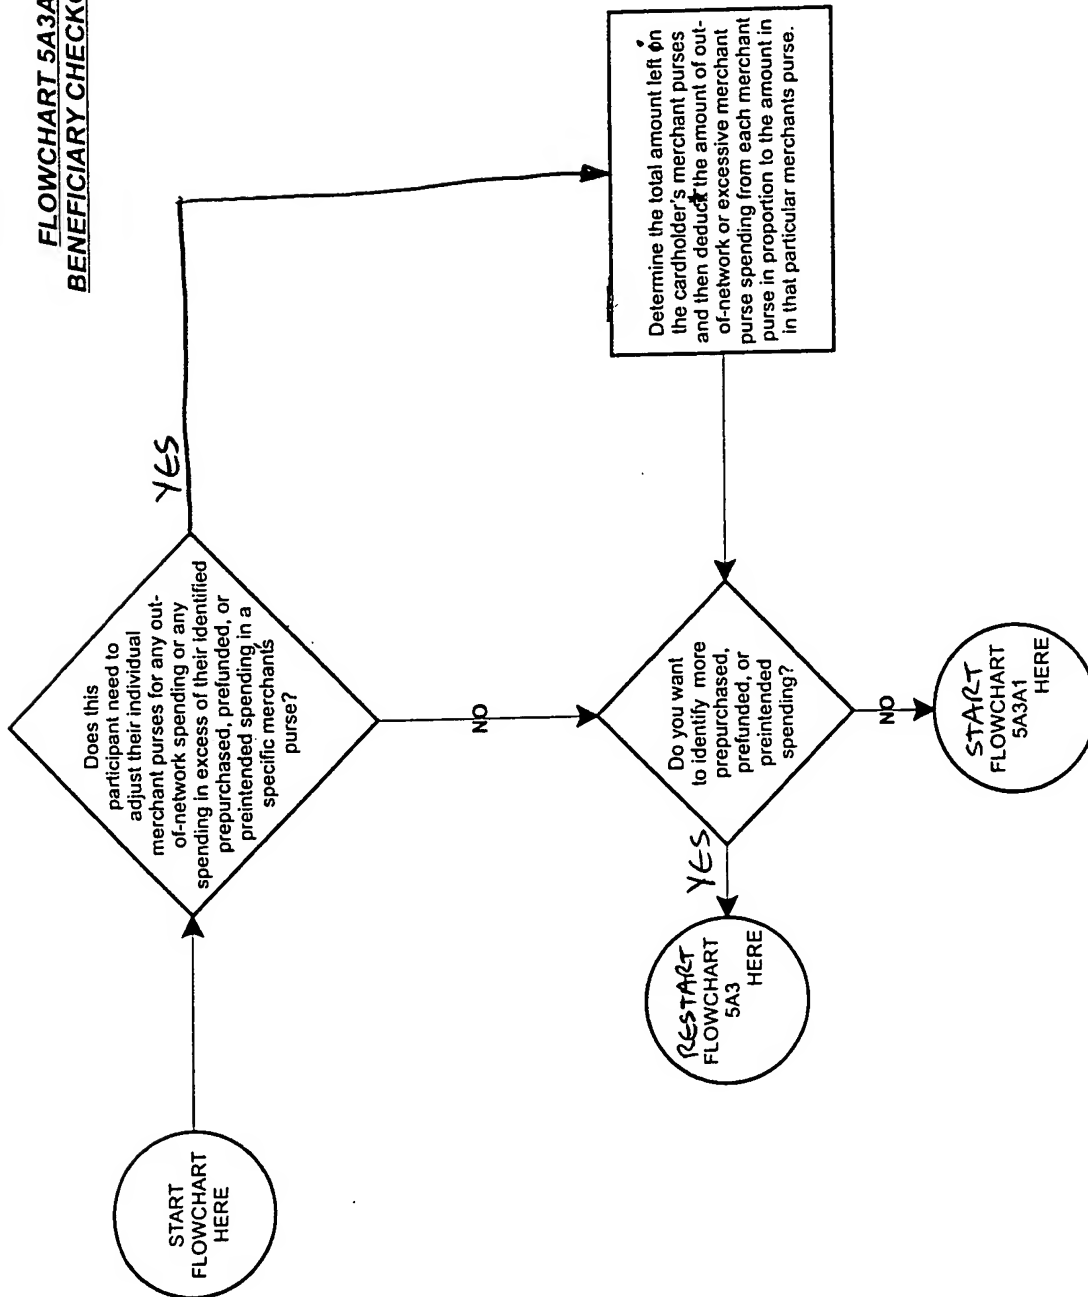 FLOWCHART 5A3A
BENEFICIARY
START
FLOWCHART
HERE
Does this
participant need to
adjust their individual
merchant purses for any out-
of-network spending or any
spending in excess of their identified
prepurchased, prefunded, or
preintended spending in a
specific merchants
purse?
YES
NO
Determine the total amount left on
the cardholder's merchant purses
and then deduct the amount of out-
of-network or excessive merchant
purse spending from each merchant
purse in proportion to the amount in
in that particular merchants purse.
Do you want
to identify more
prepurchased,
prefunded, or
preintended
spending?
YES
NO
RESTART
FLOWCHART
5A3
HERE
START
FLOWCHART
5A3A1
HERE